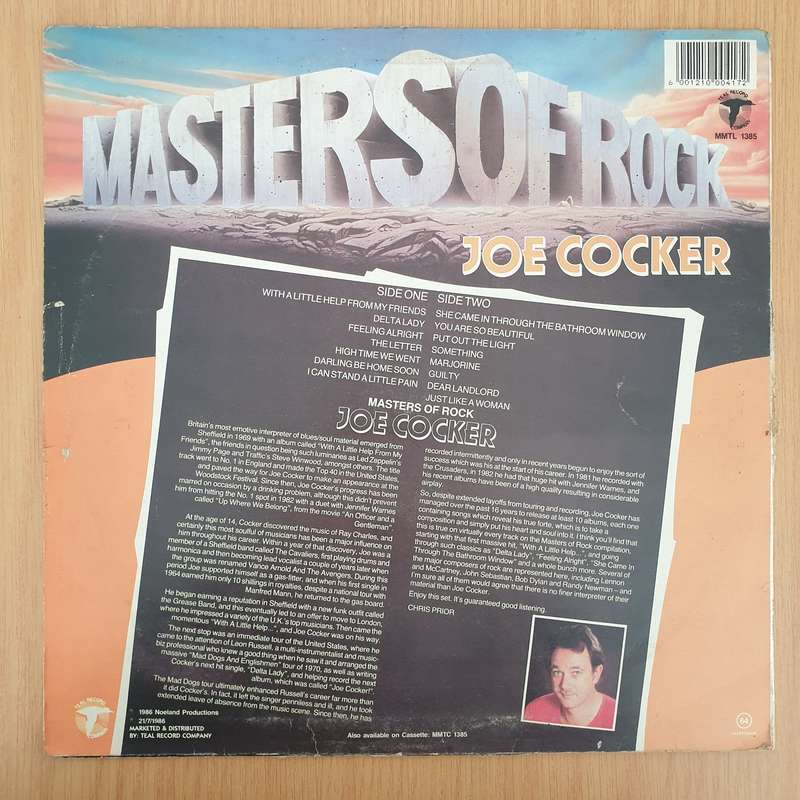 6 001210 004172
TEAL RECORD
COMPANY
MMTL 1385
MASTERS OF ROCK
JOE COCKER
SIDE ONE
WITH A LITTLE HELP FROM MY FRIENDS
DELTA LADY
FEELING ALRIGHT
THE LETTER
HIGH TIME WE WENT
DARLING BE HOME SOON
I CAN STAND A LITTLE PAIN
SIDE TWO
SHE CAME IN THROUGH THE BATHROOM WINDOW
YOU ARE SO BEAUTIFUL
PUT OUT THE LIGHT
SOMETHING
MARJORINE
GUILTY
DEAR LANDLORD
JUST LIKE A WOMAN
MASTERS OF ROCK
JOE COCKER
Britain's most emotive interpreter of blues/soul material emerged from
Sheffield in 1969 with an album called "With A Little Help From My
Friends", the friends in question being such luminaries as Led Zeppelin's
Jimmy Page and Traffic's Steve Winwood, amongst others. The title
track went to No. 1 in England and made the Top 40 in the United States,
and paved the way for Joe Cocker to make an appearance at the
Woodstock Festival. Since then, Joe Cocker's progress has been
marred on occasion by a drinking problem, although this didn't prevent
him from hitting the No. 1 spot in 1982 with a duet with Jennifer Warnes
called "Up Where We Belong", from the movie "An Officer and a
Gentleman".
At the age of 14, Cocker discovered the music of Ray Charles, and
certainly this most soulful of musicians has been a major influence on
him throughout his career. Within a year of that discovery, Joe was a
member of a Sheffield band called The Cavaliers, first playing drums and
harmonica and then becoming lead vocalist a couple of years later when
the group was renamed Vance Arnold And The Avengers. During this
period Joe supported himself as a gas-fitter, and when his first single in
1964 earned him only 10 shillings in royalties, despite a national tour with
Manfred Mann, he returned to the gas board.
He began earning a reputation in Sheffield with a new funk outfit called
the Grease Band, and this eventually led to an offer to move to London,
where he impressed a variety of the U.K.'s top musicians. Then came the
momentous "With A Little Help...", and Joe Cocker was on his way.
The next stop was an immediate tour of the United States, where he
came to the attention of Leon Russell, a multi-instrumentalist and music-
biz professional who knew a good thing when he saw it and arranged the
massive "Mad Dogs And Englishmen" tour of 1970, as well as writing
Cocker's next hit single, "Delta Lady", and helping record the next
album, which was called "Joe Cocker!".
The Mad Dogs tour ultimately enhanced Russell's career far more than
it did Cocker's. In fact, it left the singer penniless and ill, and he took
extended leave of absence from the music scene. Since then, he has
recorded intermittently and only in recent years begun to enjoy the sort of
success which was his at the start of his career. In 1981 he recorded with
the Crusaders, in 1982 he had that huge hit with Jennifer Warnes, and
his recent albums have been of a high quality resulting in considerable
airplay.
So, despite extended layoffs from touring and recording, Joe Cocker has
managed over the past 16 years to release at least 10 albums, each one
containing songs which reveal his true forte, which is to take a
composition and simply put his heart and soul into it. I think you'll find that
this is true on virtually every track on the Masters of Rock compilation,
starting with that first massive hit, "With A Little Help...", and going
through such classics as "Delta Lady", "Feeling Alright", "She Came In
Through The Bathroom Window" and a whole bunch more. Several of
the major composers of rock are represented here, including Lennon
and McCartney, John Sebastian, Bob Dylan and Randy Newman – and
I'm sure all of them would agree that there is no finer interpreter of their
material than Joe Cocker.
Enjoy this set. It's guaranteed good listening.
CHRIS PRIOR
TEAL RECORD
COMPANY
1986 Noeland Productions
21/7/1986
MARKETED & DISTRIBUTED
BY: TEAL RECORD COMPANY
Also available on Cassette: MMTC 1385
64